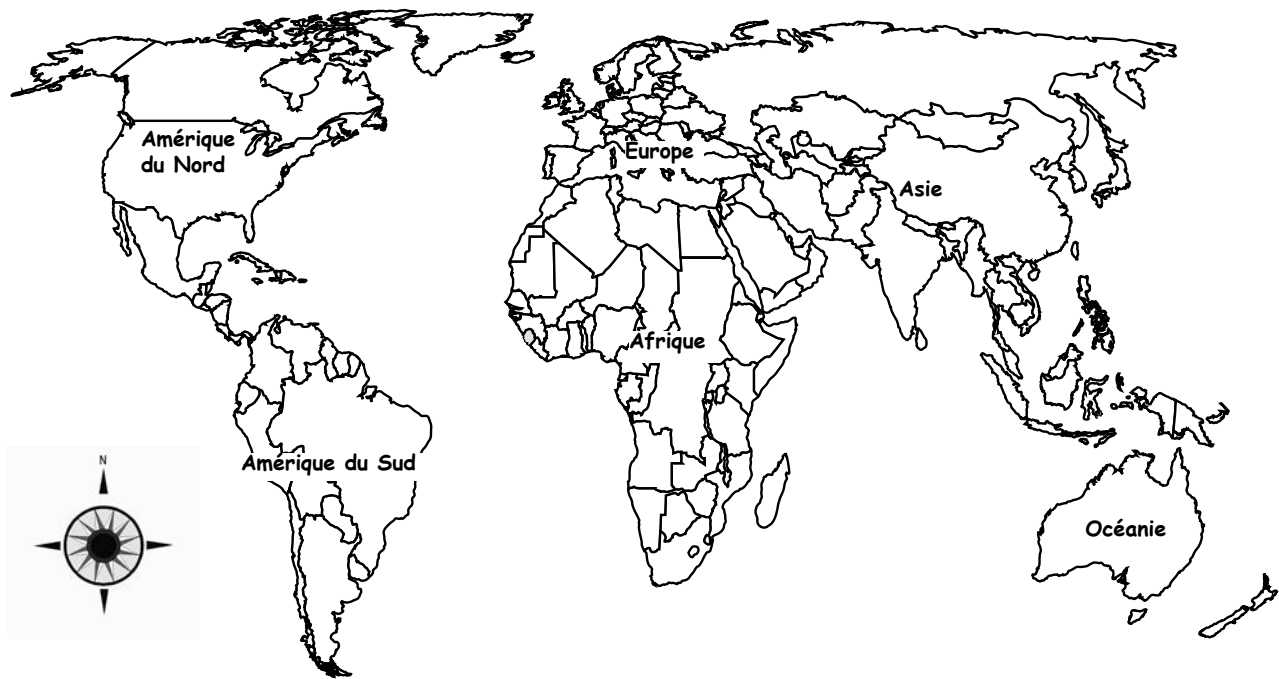 Amérique
du Nord
Europe
Asie
Afrique
Amérique du Sud
N
Océanie